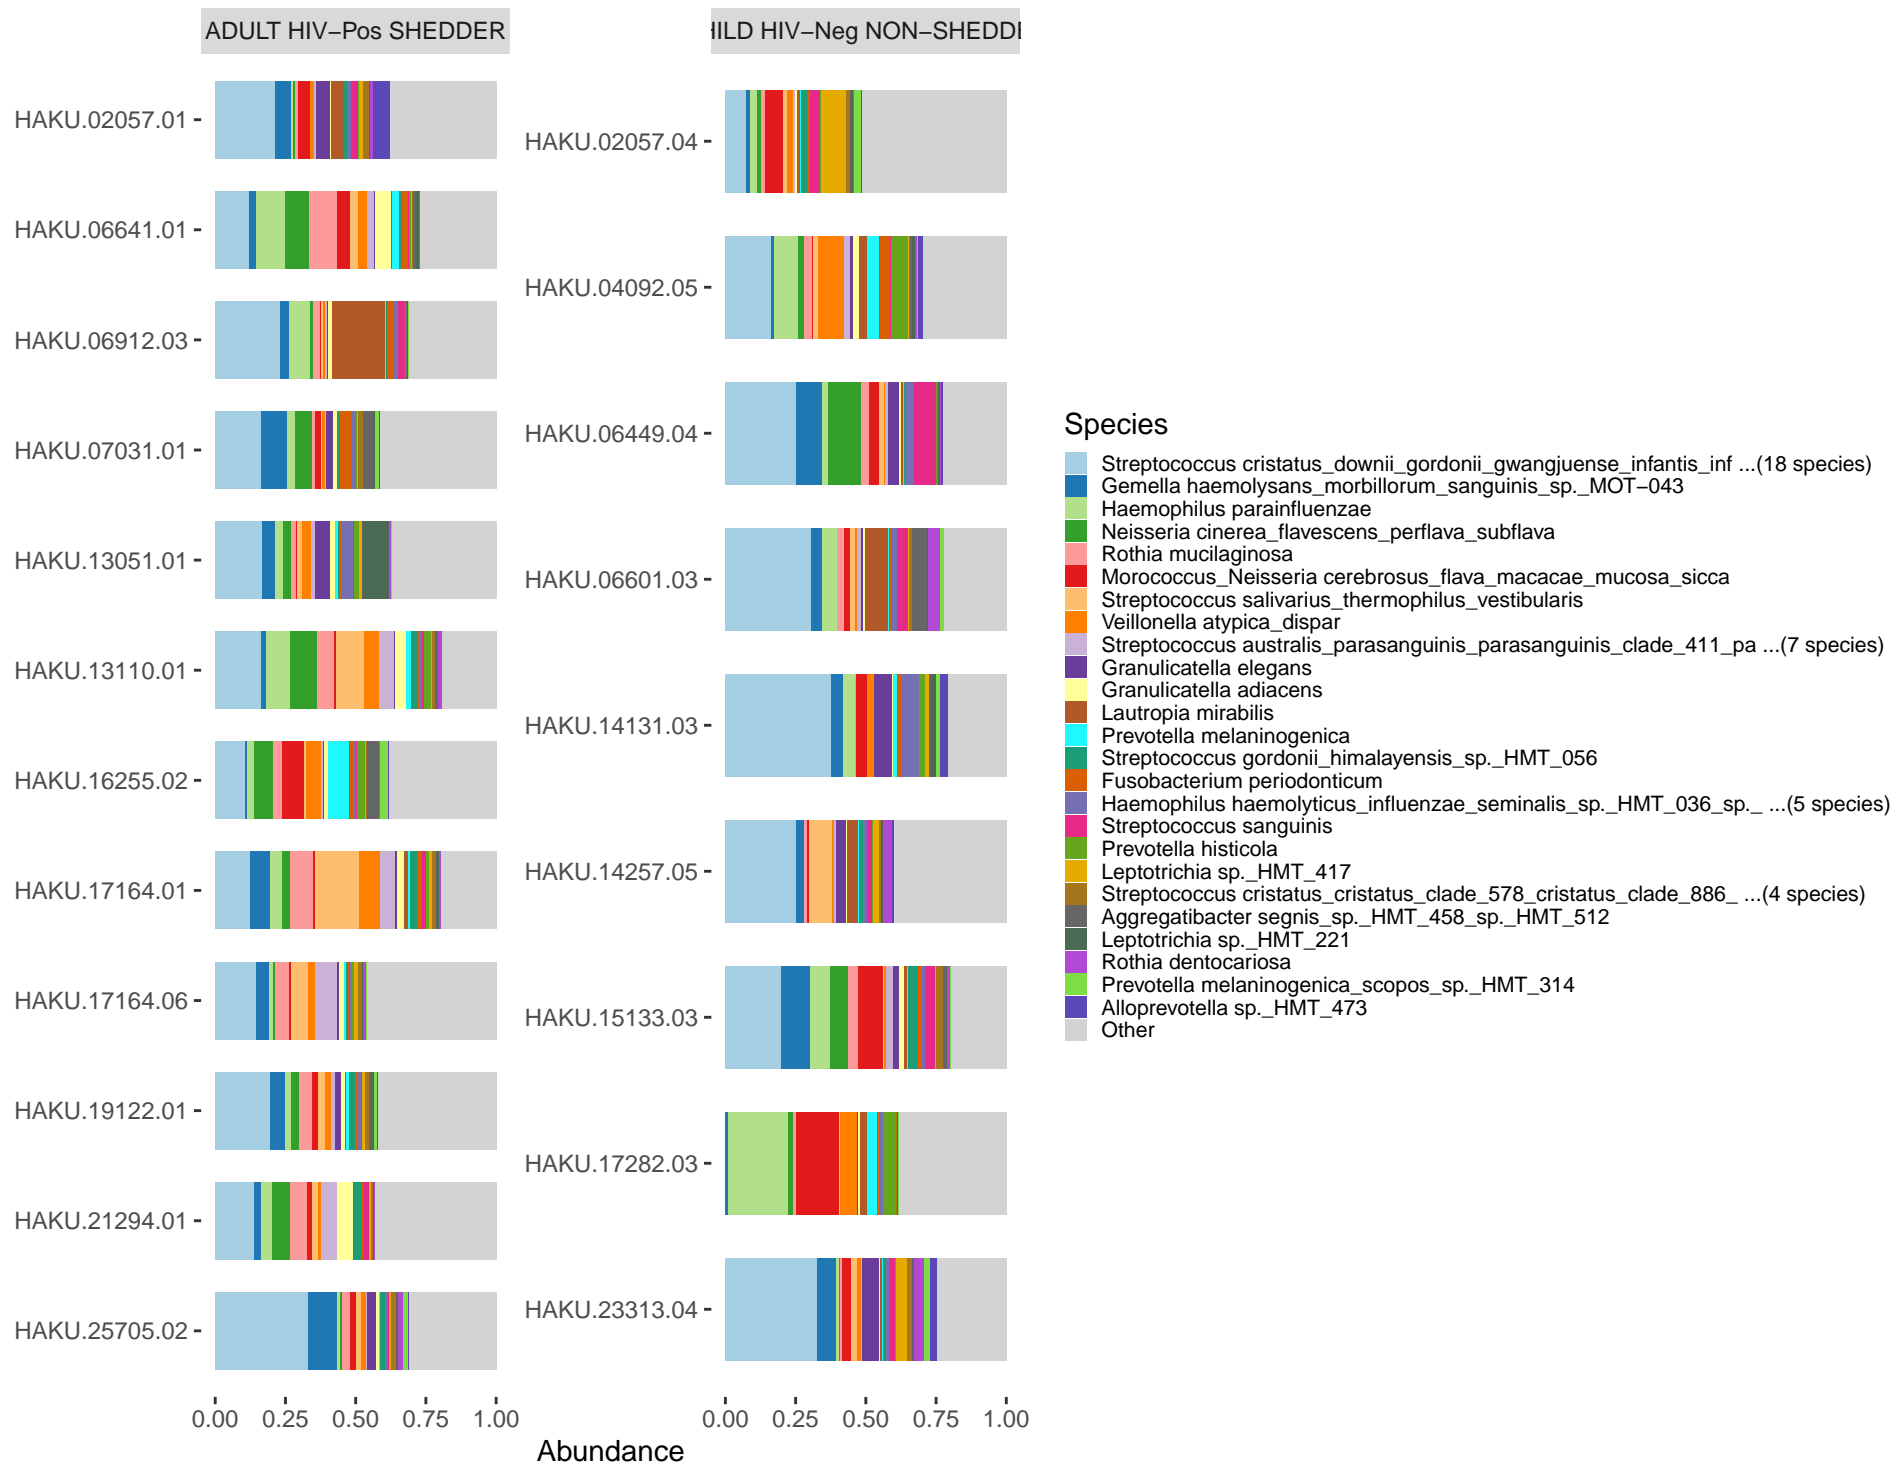 ADULT HIV−Pos SHEDDER
HILD HIV−Neg NON−SHEDDE
HAKU.02057.01
HAKU.06641.01
HAKU.06912.03
HAKU.07031.01
HAKU.13051.01
HAKU.13110.01
HAKU.16255.02
HAKU.17164.01
HAKU.17164.06
HAKU.19122.01
HAKU.21294.01
HAKU.25705.02
0.00 0.25 0.50 0.75 1.00
HAKU.02057.04
HAKU.04092.05
HAKU.06449.04
HAKU.06601.03
HAKU.14131.03
HAKU.14257.05
HAKU.15133.03
HAKU.17282.03
HAKU.23313.04
0.00 0.25 0.50 0.75 1.00
Abundance
Species
Streptococcus cristatus_downii_gordonii_gwangjuense_infantis_inf ...(18 species)
Gemella haemolysans_morbillorum_sanguinis_sp._MOT−043
Haemophilus parainfluenzae
Neisseria cinerea_flavescens_perflava_subflava
Rothia mucilaginosa
Morococcus_Neisseria cerebrosus_flava_macacae_mucosa_sicca
Streptococcus salivarius_thermophilus_vestibularis
Veillonella atypica_dispar
Streptococcus australis_parasanguinis_parasanguinis_clade_411_pa ...(7 species)
Granulicatella elegans
Granulicatella adiacens
Lautropia mirabilis
Prevotella melaninogenica
Streptococcus gordonii_himalayensis_sp._HMT_056
Fusobacterium periodonticum
Haemophilus haemolyticus_influenzae_seminalis_sp._HMT_036_sp._ ...(5 species)
Streptococcus sanguinis
Prevotella histicola
Leptotrichia sp._HMT_417
Streptococcus cristatus_cristatus_clade_578_cristatus_clade_886_ ...(4 species)
Aggregatibacter segnis_sp._HMT_458_sp._HMT_512
Leptotrichia sp._HMT_221
Rothia dentocariosa
Prevotella melaninogenica_scopos_sp._HMT_314
Alloprevotella sp._HMT_473
Other